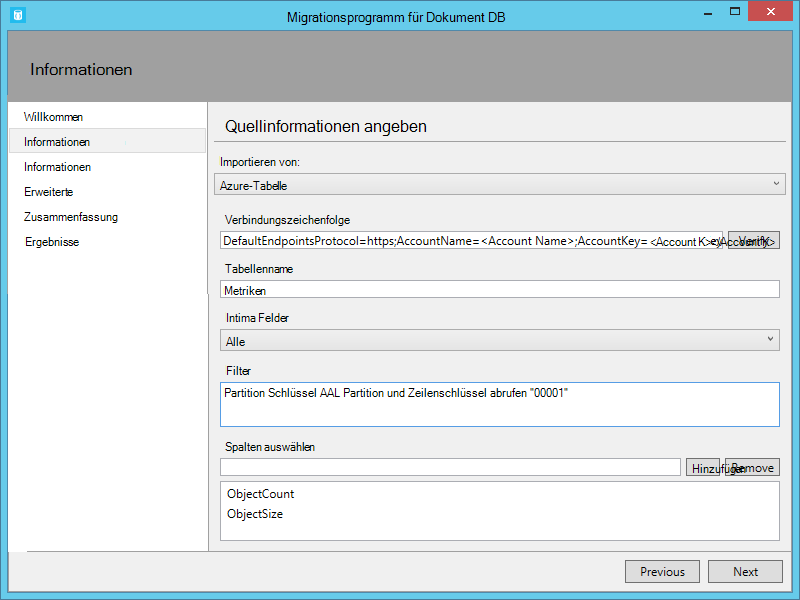 Migrationsprogramm für Dokument DB
Informationen
Willkommen
Informationen
Informationen
Erweiterte
Zusammenfassung
Ergebnisse
Quellinformationen angeben
Importieren von:
Azure-Tabelle
Verbindungszeichenfolge
DefaultEndpointsProtocol=https;AccountName=<Account Name>;AccountKey= <Account K>
Verify
Tabellenname
Metriken
Intima Felder
Alle
Filter
Partition Schlüssel AAL Partition und Zeilenschlüssel abrufen "00001"
Spalten auswählen
Hinzufügen Remove
ObjectCount
ObjectSize
Previous Next